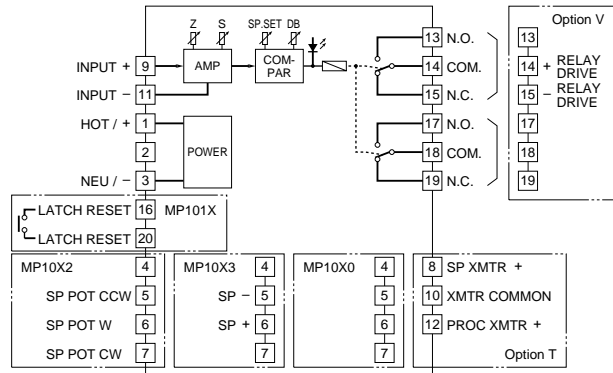 Z S SP.SET DB
INPUT + 9 AMP COM-
PAR
INPUT − 11
HOT / + 1
2 POWER
NEU / − 3
LATCH RESET 16 MP101X
LATCH RESET 20
13 N.O.
14 COM.
15 N.C.
17 N.O.
18 COM.
19 N.C.
Option V
13
14 + RELAY
DRIVE
15 − RELAY
DRIVE
17
18
19
MP10X2 4
SP POT CCW 5
SP POT W 6
SP POT CW 7
MP10X3 4
SP − 5
SP + 6
7
MP10X0 4
5
6
7
8 SP XMTR +
10 XMTR COMMON
12 PROC XMTR +
Option T